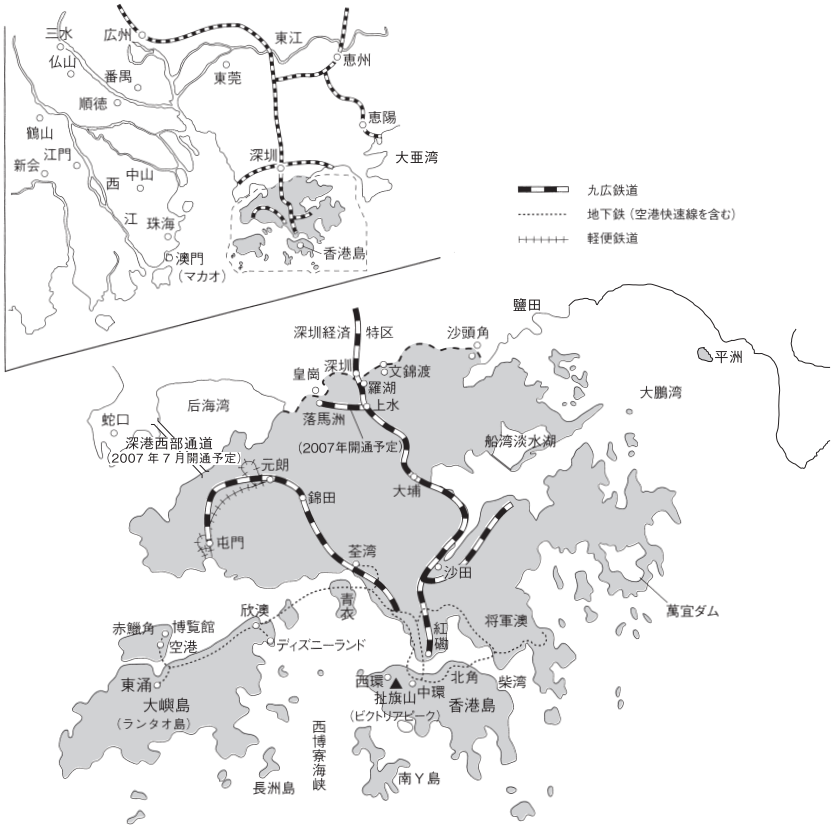 三水
広州
東江
仏山
恵州
番禺
東莞
順徳
恵陽
鶴山
深圳
大亜湾
新会
江門
中山
西
江
珠海
香港島
澳門
(マカオ)
九広鉄道
地下鉄(空港快速線を含む)
軽便鉄道
鹽田
深圳経済 特区
沙頭角
平洲
深圳
文錦渡
皇崗
羅湖
大鵬湾
后海湾
上水
蛇口
落馬洲
深港西部通道
(2007年7月開通予定)
(2007年開通予定)
船湾淡水湖
元朗
大埔
錦田
屯門
荃湾
沙田
青衣
萬宜ダム
欣澳
将軍澳
赤鱲角
博覧館
紅磡
空港
ディズニーランド
東涌
西環
中環
北角
柴湾
大嶼島
(ランタオ島)
扯旗山
(ビクトリアピーク)
香港島
西博寮海峡
南Y島
長洲島